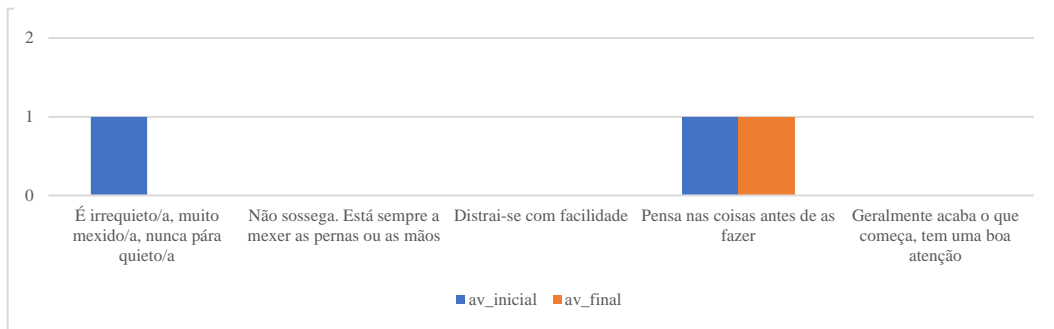 2
1
0
É irrequieto/a, muito
mexido/a, nunca pára
quieto/a
Não sossega. Está sempre a
mexer as pernas ou as mãos
Distrai-se com facilidade
Pensa nas coisas antes de as
fazer
Geralmente acaba o que
começa, tem uma boa
atenção
av_inicial av_final